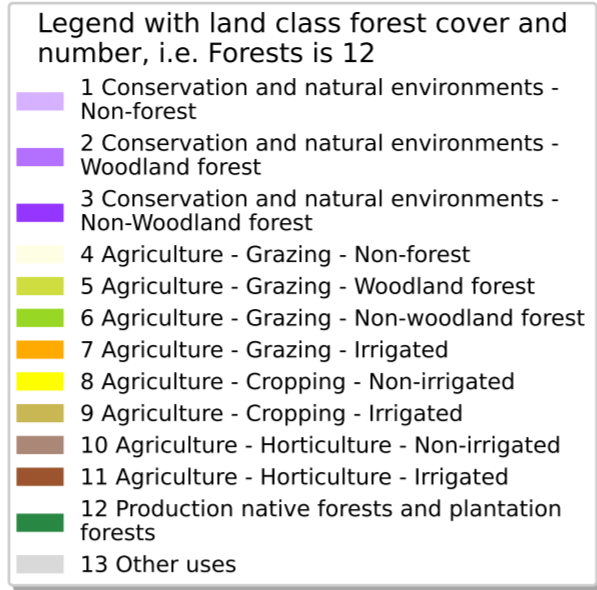 Legend with land class forest cover and
number, i.e. Forests is 12
1 Conservation and natural environments -
Non-forest
2 Conservation and natural environments -
Woodland forest
3 Conservation and natural environments -
Non-Woodland forest
4 Agriculture - Grazing - Non-forest
5 Agriculture - Grazing - Woodland forest
6 Agriculture - Grazing - Non-woodland forest
7 Agriculture - Grazing - Irrigated
8 Agriculture - Cropping - Non-irrigated
9 Agriculture - Cropping - Irrigated
10 Agriculture - Horticulture - Non-irrigated
11 Agriculture - Horticulture - Irrigated
12 Production native forests and plantation
forests
13 Other uses